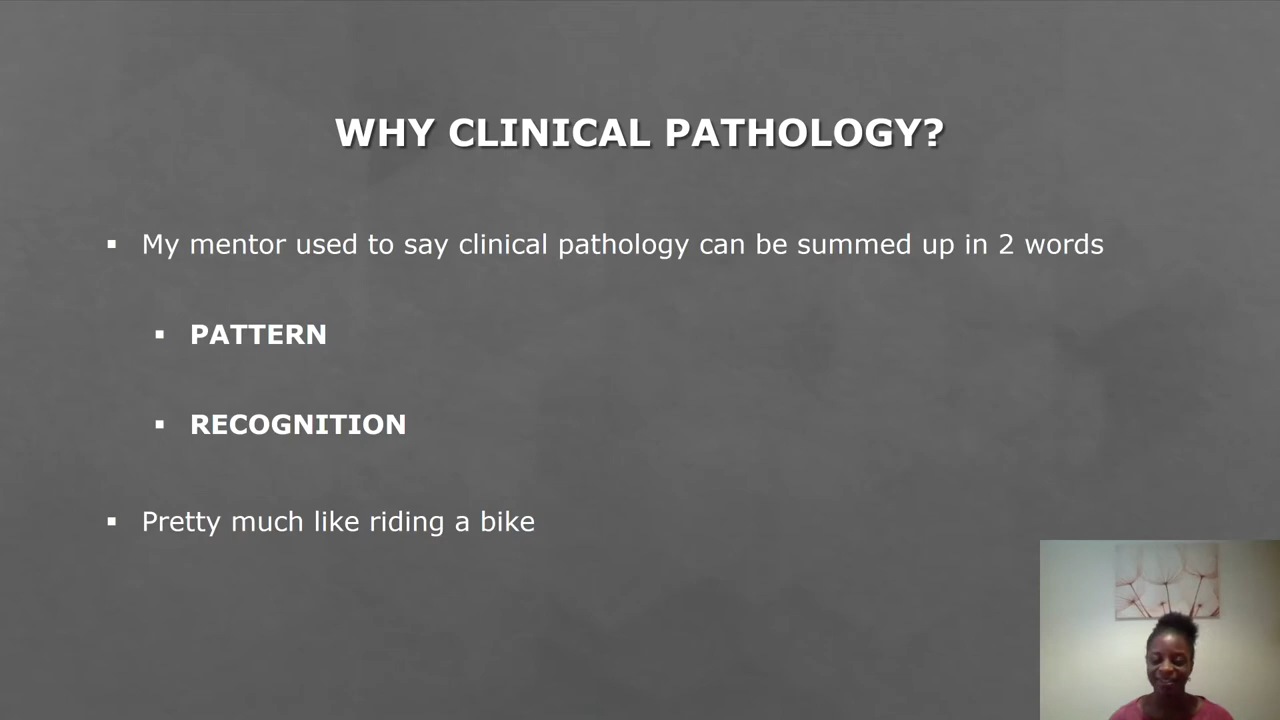 WHY CLINICAL PATHOLOGY?
My mentor used to say clinical pathology can be summed up in 2 words
PATTERN
RECOGNITION
Pretty much like riding a bike